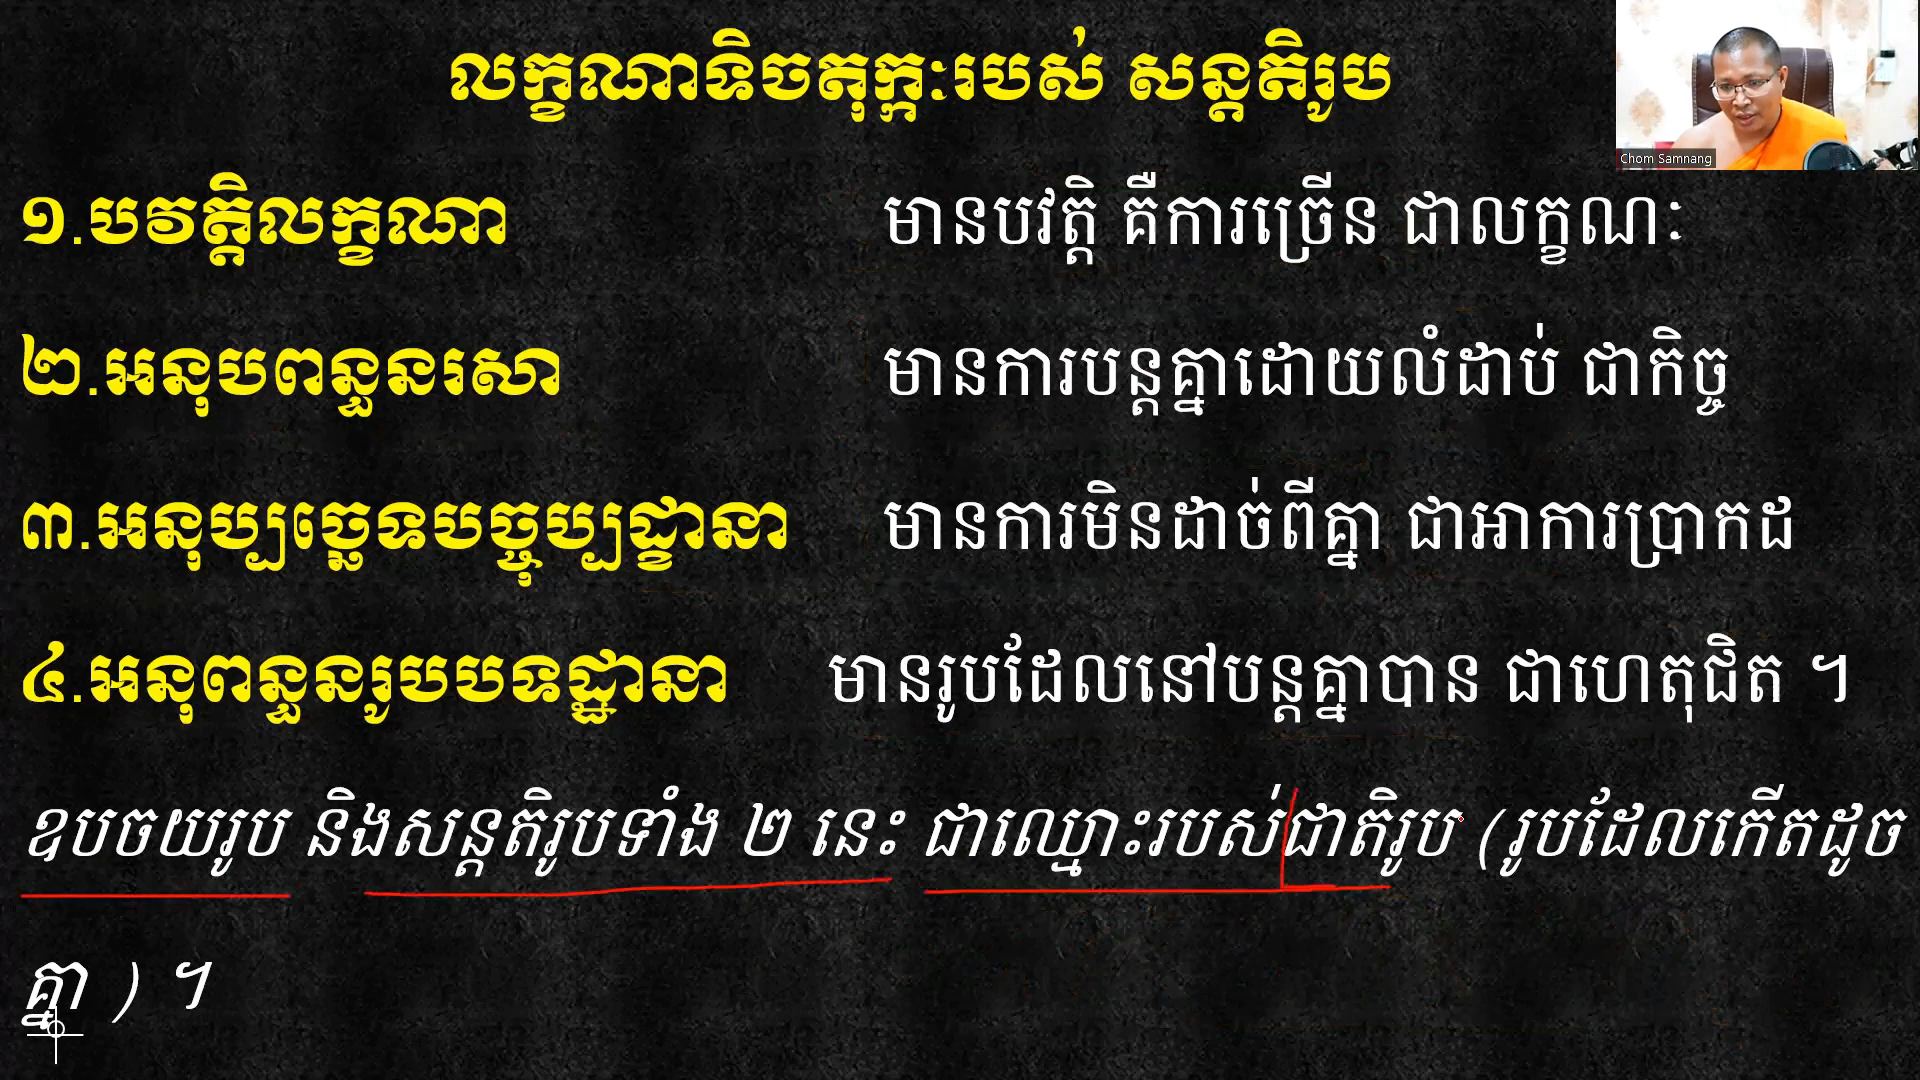 លក្ខណាទិចតុក្កៈរបស់ សន្តតិរូប
Chom Samnang
១.បវត្តិលក្ខណា មានបវត្តិ គឺការច្រើន ជាលក្ខណៈ
២.អនុបពន្ធនរសា មានការបន្តគ្នាដោយលំដាប់ ជាកិច្ច
៣.អនុប្បច្ឆេទបច្ចុប្បដ្ឋានា មានការមិនដាច់ពីគ្នា ជាអាការប្រាកដ
៤.អនុពន្ធនរូបបទដ្ឋានា មានរូបដែលនៅបន្តគ្នាបាន ជាហេតុជិត ។
ឧបចយរូប និងសន្តតិរូបទាំង ២ នេះ ជាឈ្មោះរបស់ជាតិរូប (រូបដែលកើតដូច
គ្នា ) ។